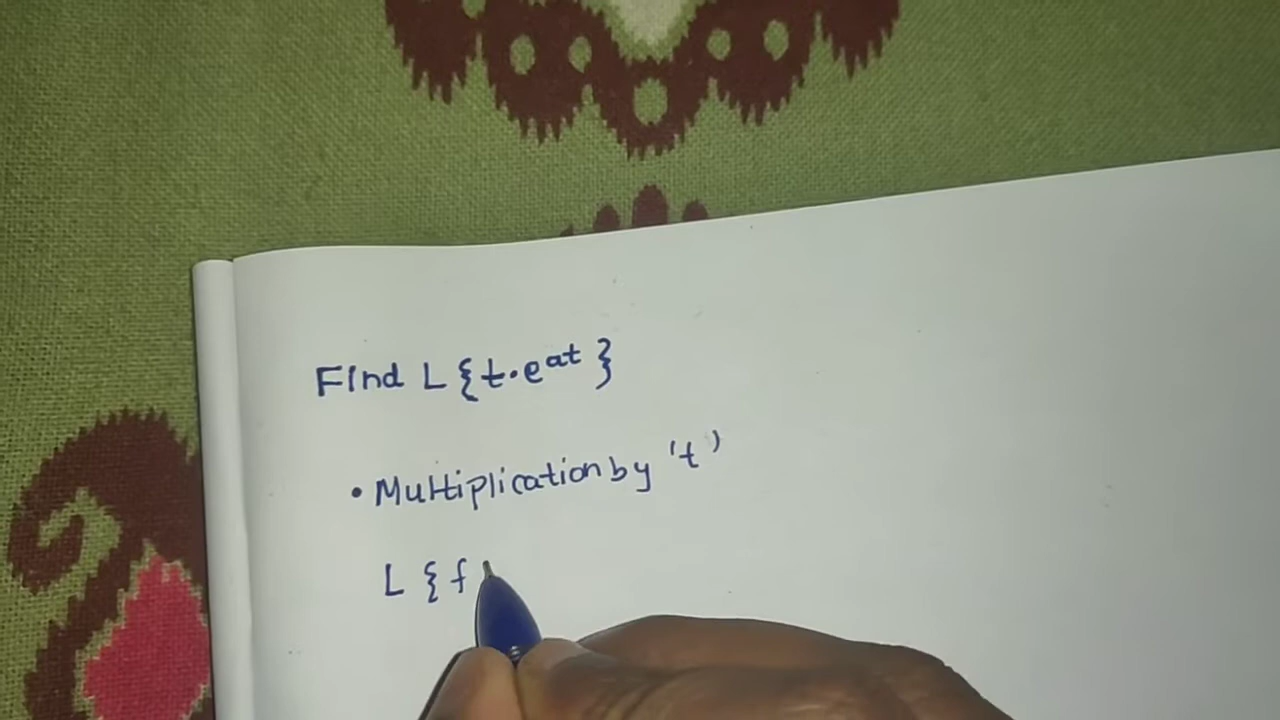 Find L{t.e^at}
• Multiplication by 't'
L {f